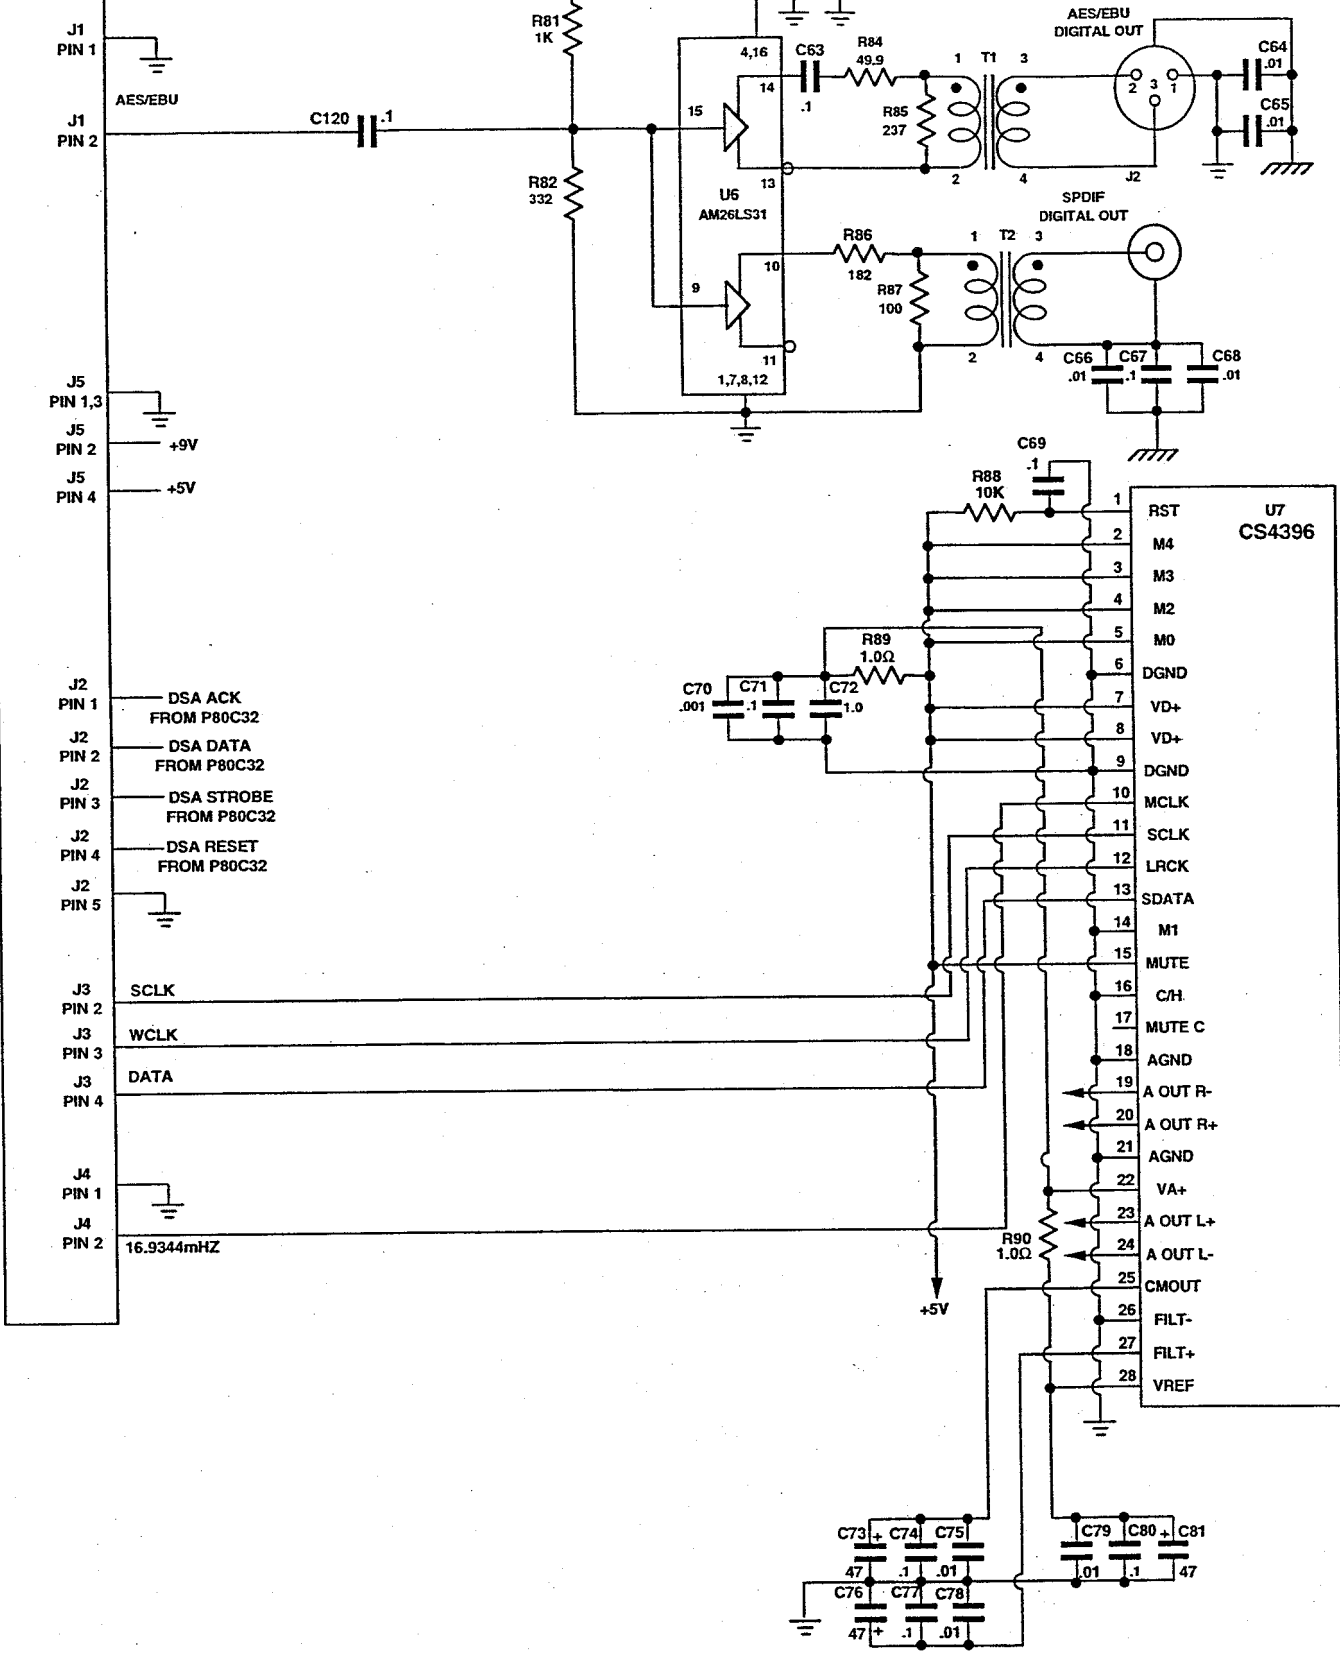 R81
1K
J1
PIN 1
AES/EBU
J1
PIN 2
C120
.1
R82
332
4,16
14
15
13
U6
AM26LS31
10
9
11
1,7,8,12
C63
.1
R84
49.9
R85
237
1
T1
3
2
4
AES/EBU
DIGITAL OUT
2
3
1
J2
C64
.01
C65
.01
SPDIF
DIGITAL OUT
R86
182
R87
100
1
T2
3
2
4
C66
.01
C67
.1
C68
.01
J5
PIN 1,3
J5
PIN 2
+9V
J5
PIN 4
+5V
C69
.1
R88
10K
U7
CS4396
1
RST
2
M4
3
M3
4
M2
5
M0
6
DGND
7
VD+
8
VD+
9
DGND
10
MCLK
11
SCLK
12
LRCK
13
SDATA
14
M1
15
MUTE
16
C/H
17
MUTE C
18
AGND
19
A OUT R-
20
A OUT R+
21
AGND
22
VA+
23
A OUT L+
24
A OUT L-
25
CMOUT
26
FILT-
27
FILT+
28
VREF
R89
1.0Ω
C70
.001
C71
.1
C72
1.0
J2
PIN 1
DSA ACK
FROM P80C32
J2
PIN 2
DSA DATA
FROM P80C32
J2
PIN 3
DSA STROBE
FROM P80C32
J2
PIN 4
DSA RESET
FROM P80C32
J2
PIN 5
J3
PIN 2
SCLK
J3
PIN 3
WCLK
J3
PIN 4
DATA
J4
PIN 1
J4
PIN 2
16.9344mHZ
R90
1.0Ω
+5V
C73
+
47
C74
.1
C75
.01
C76
47
+
C77
.1
C78
.01
C79
.01
C80
.1
C81
+
47